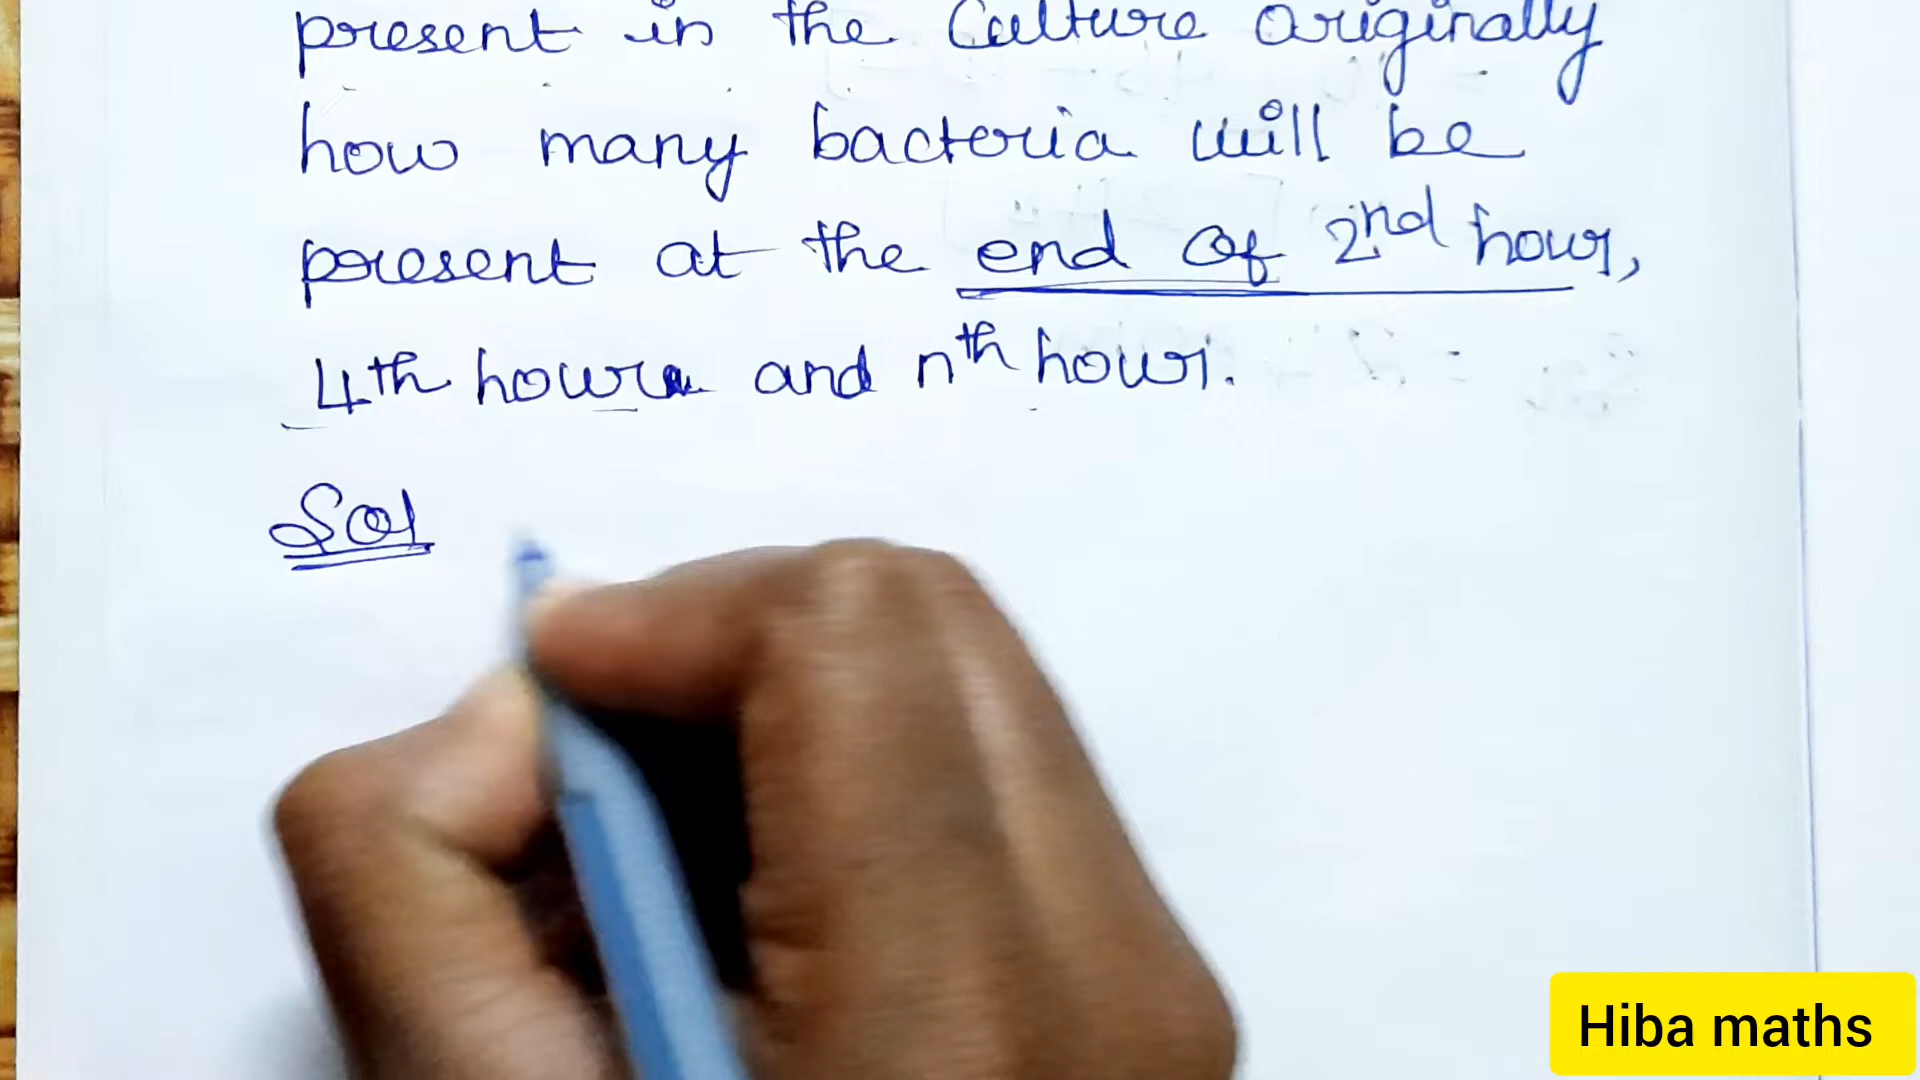 present in the Culture originally
how many bacteria will be
present at the end of 2nd hour,
4th hour and nth hour.
Sol
Hiba maths